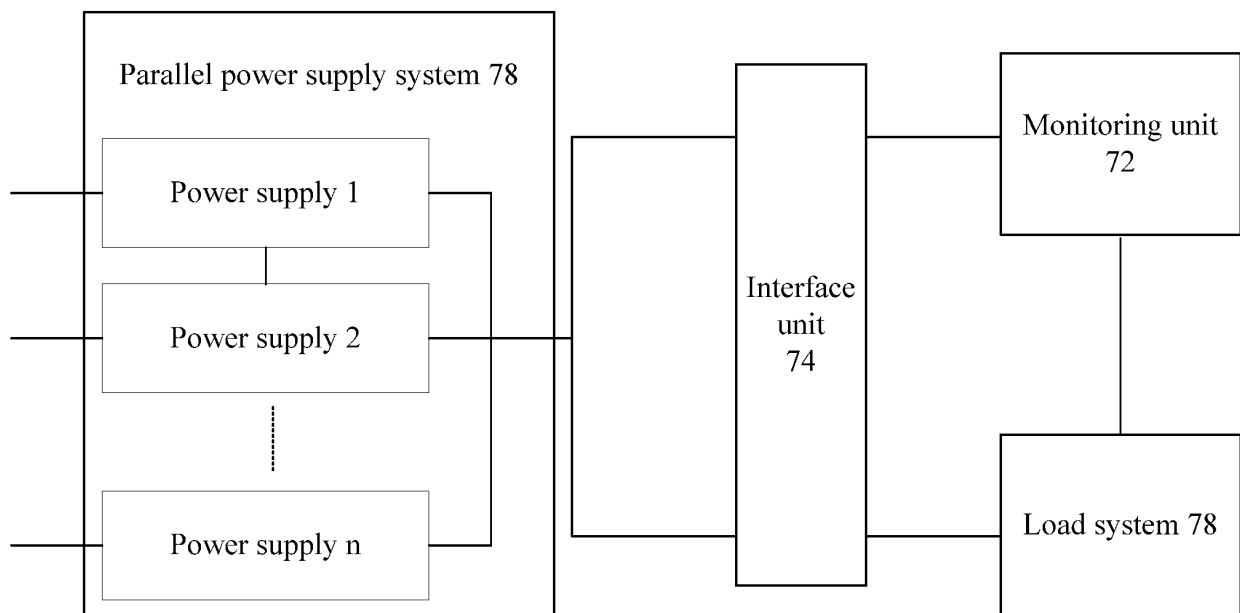 Parallel power supply system 78
Power supply 1
Power supply 2
Power supply n
Interface
unit
74
Monitoring unit
72
Load system 78